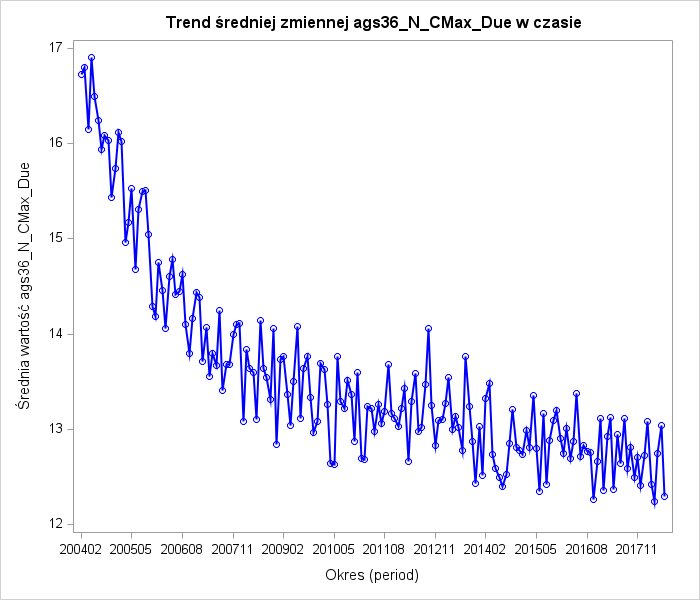 Trend średniej zmiennej ags36_N_CMax_Due w czasie
Średnia wartość ags36_N_CMax_Due
17
16
15
14
13
12
200402 200505 200608 200711 200902 201005 201108 201211 201402 201505 201608 201711
Okres (period)